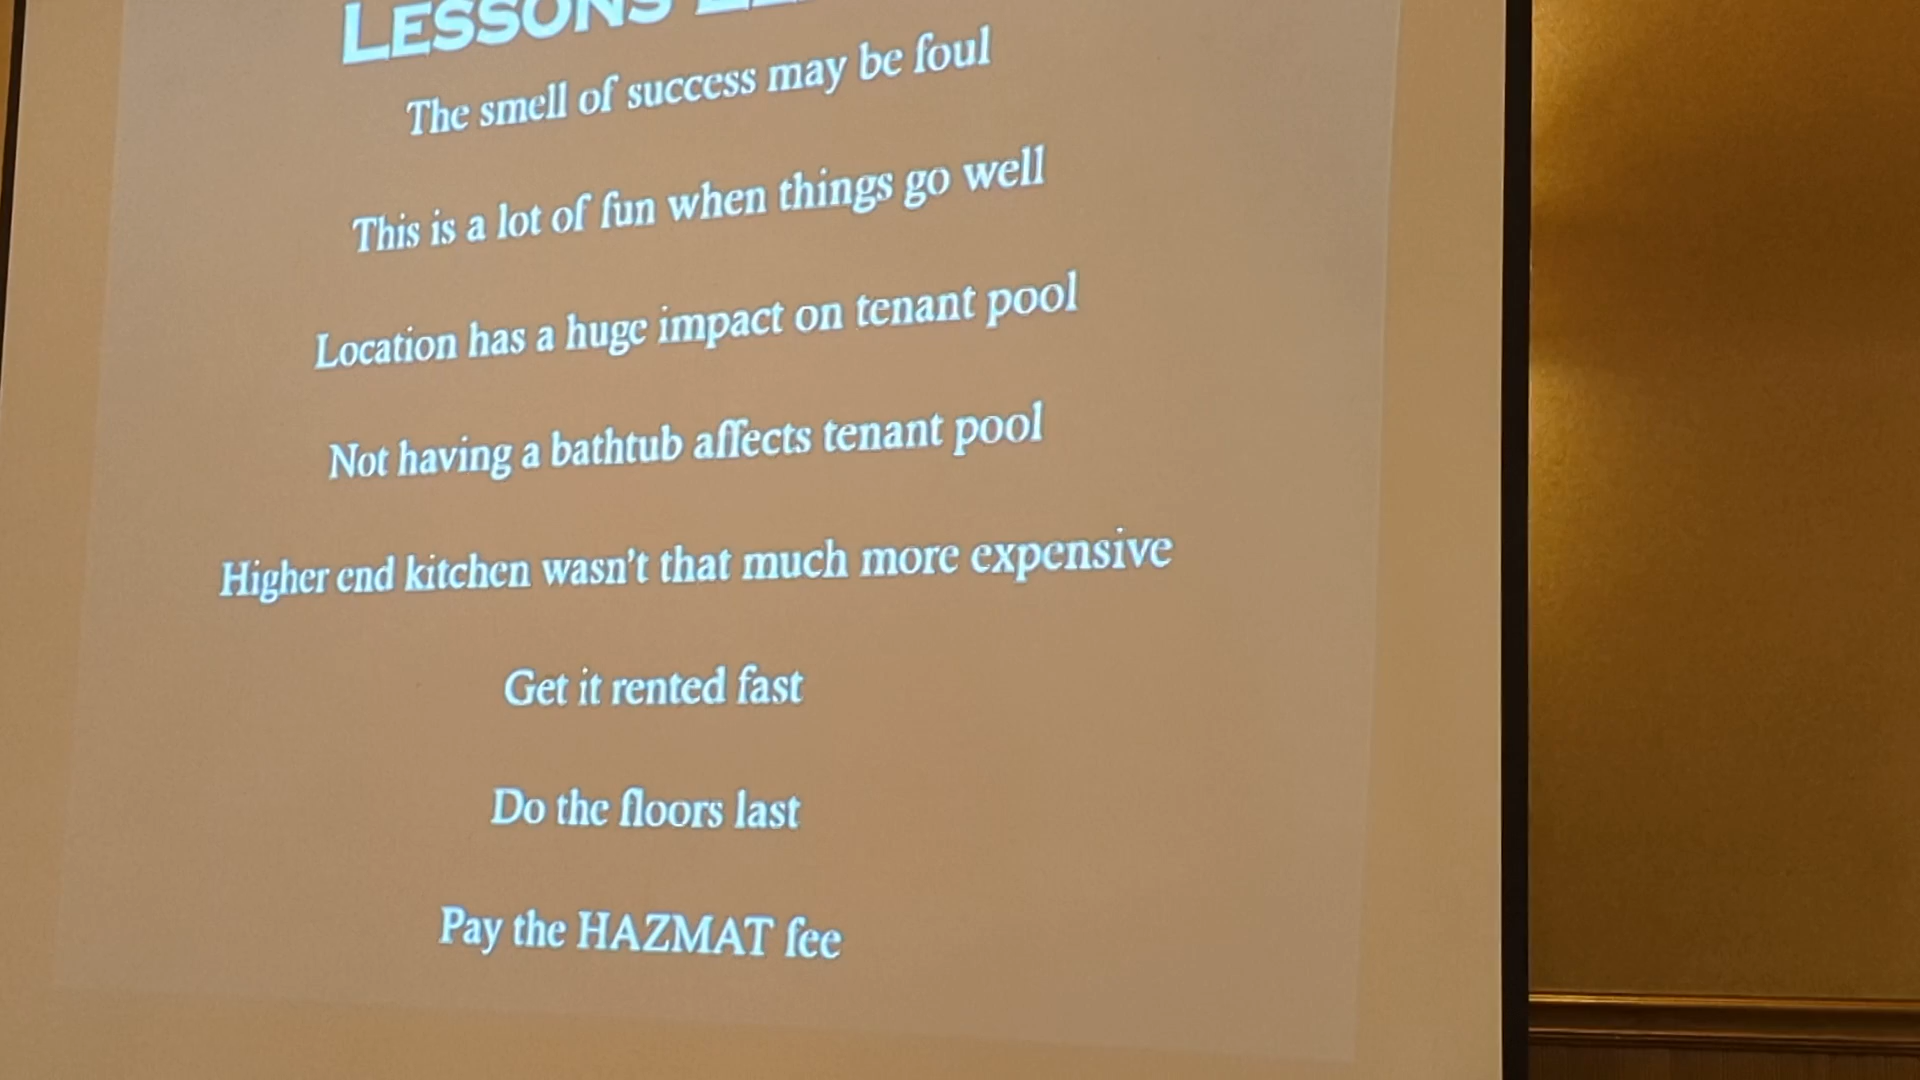 LESSONS
The smell of success may be foul
This is a lot of fun when things go well
Location has a huge impact on tenant pool
Not having a bathtub affects tenant pool
Higher end kitchen wasn't that much more expensive
Get it rented fast
Do the floors last
Pay the HAZMAT fee